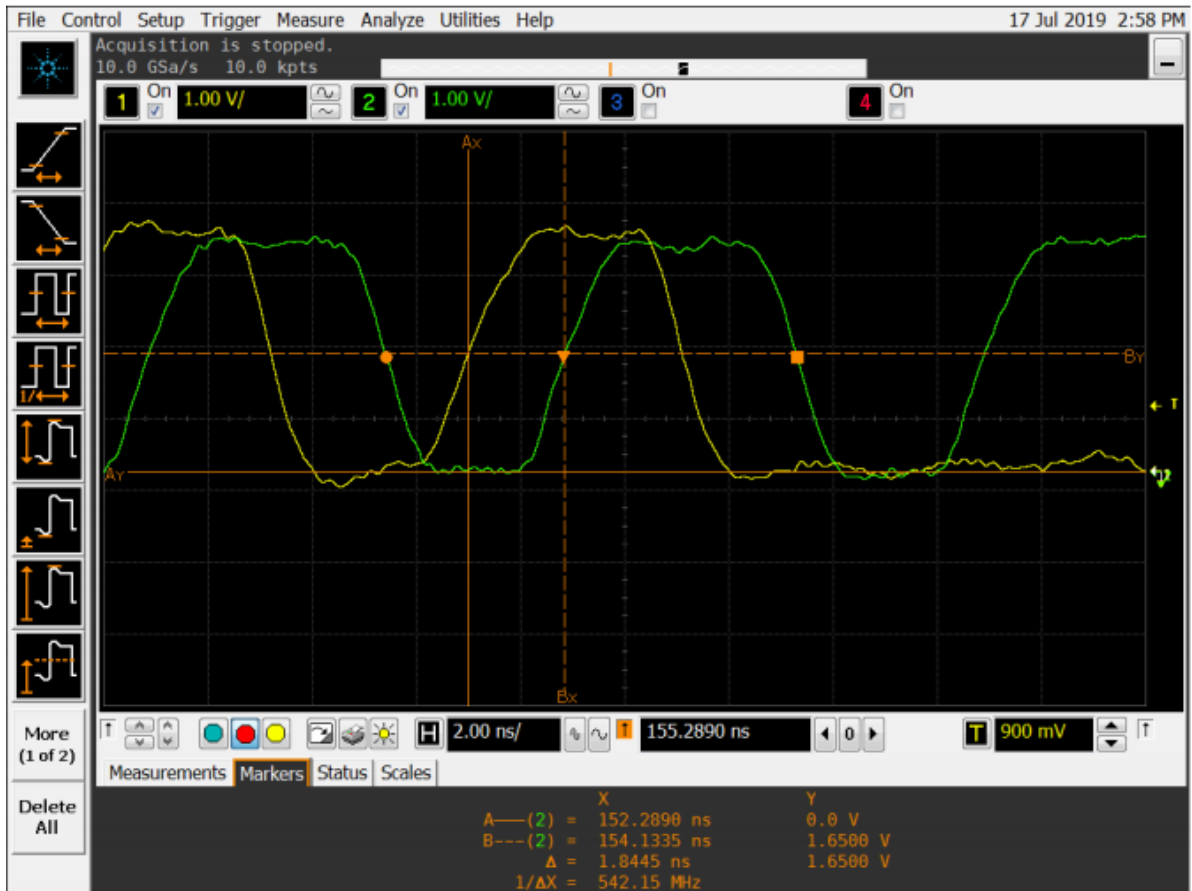 File Control Setup Trigger Measure Analyze Utilities Help 17 Jul 2019 2:58 PM
Acquisition is stopped.
10.0 GSa/s 10.0 kpts
1 On 1.00 V/ 2 On 1.00 V/ 3 On 4 On
Ax
BY
T
AY
1/
Bx
More
(1 of 2)
H 2.00 ns/ 155.2890 ns 0 T 900 mV
Measurements Markers Status Scales
Delete
All
X Y
A——(2) = 152.2890 ns 0.0 V
B---(2) = 154.1335 ns 1.6500 V
Δ = 1.8445 ns 1.6500 V
1/ΔX = 542.15 MHz